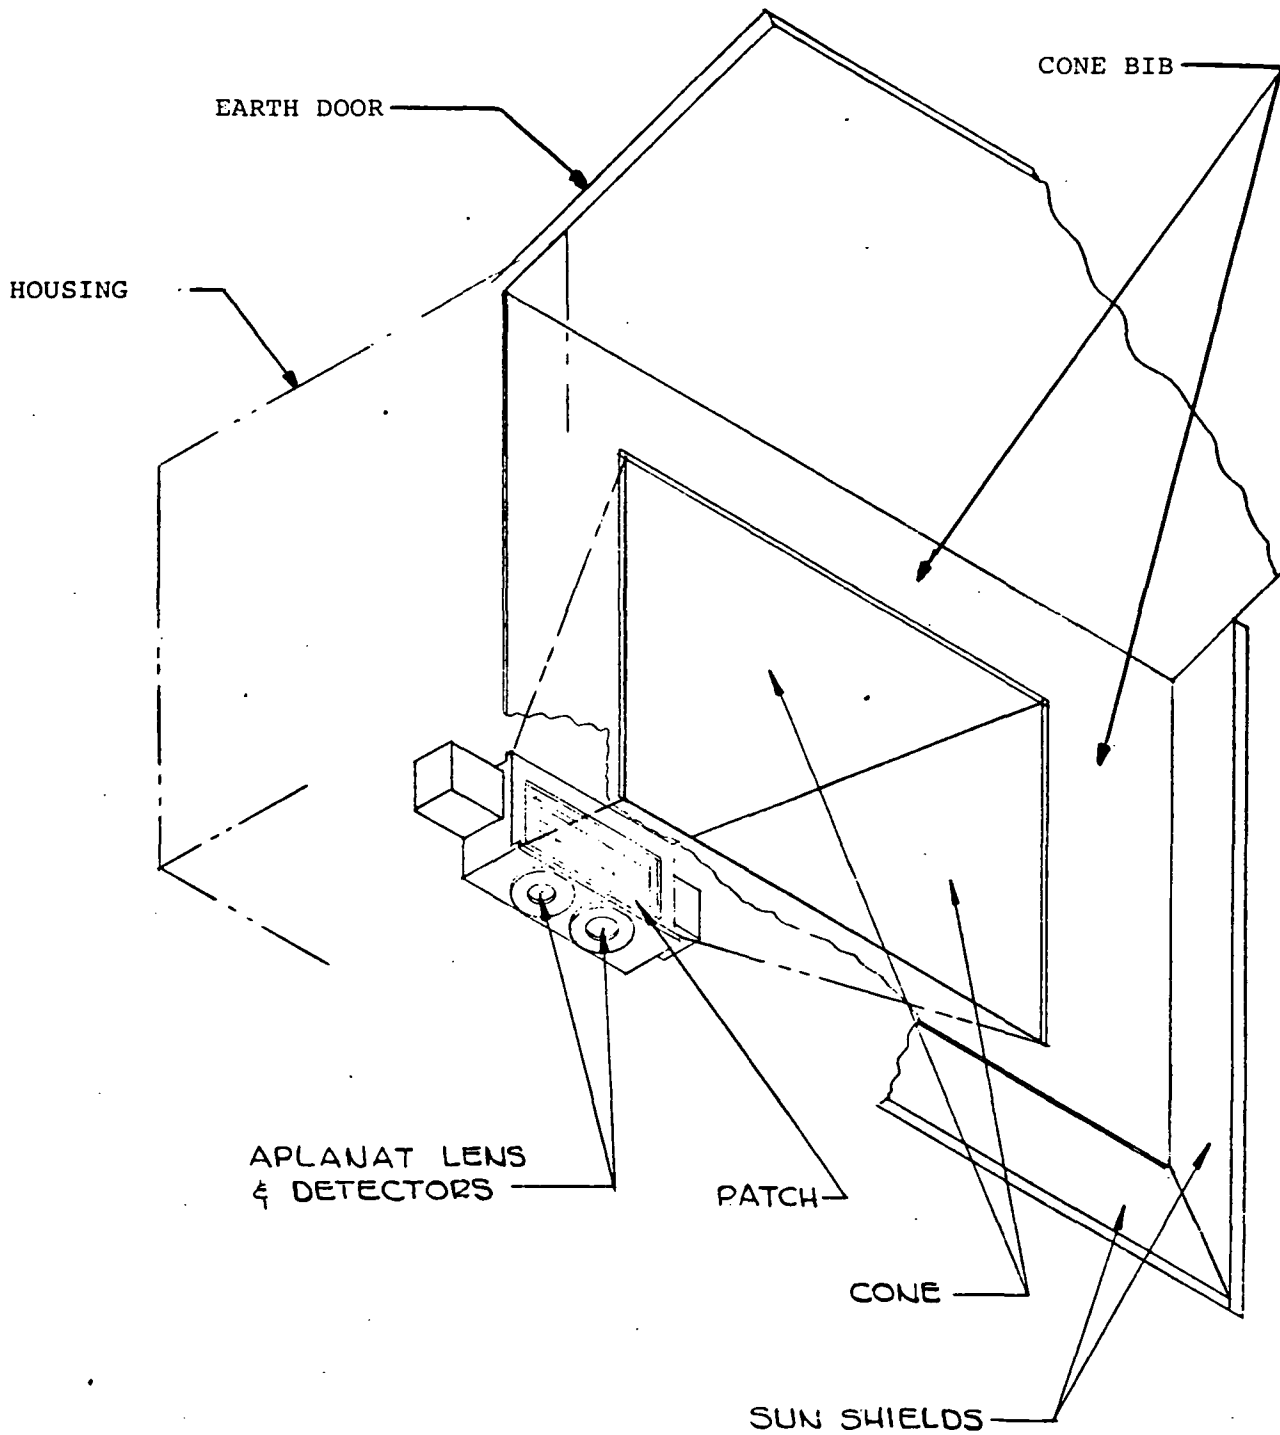 CONE BIB
EARTH DOOR
HOUSING
APLANAT LENS
& DETECTORS
PATCH
CONE
SUN SHIELDS